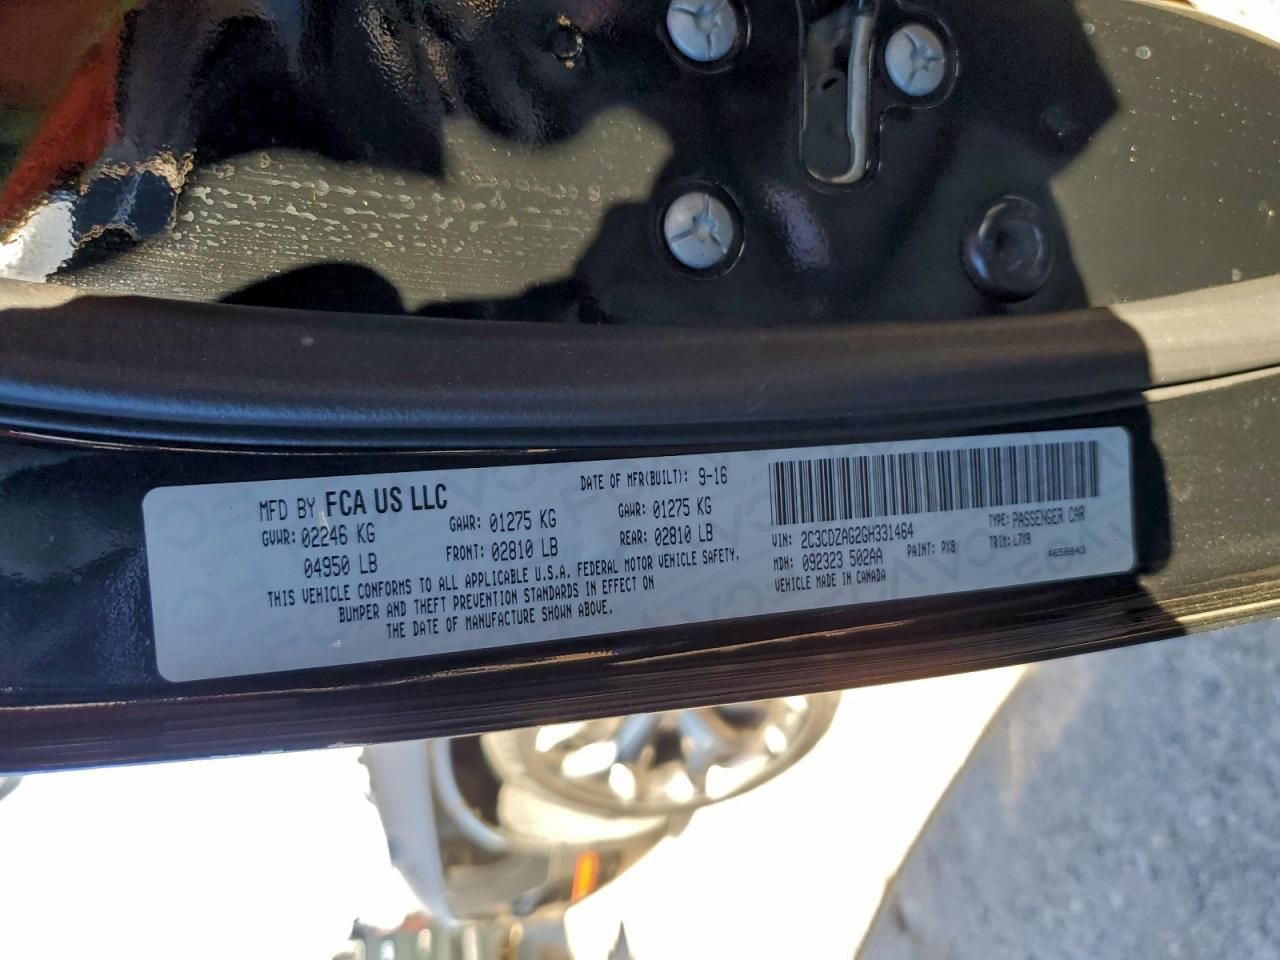 MFD BY FCA US LLC
DATE OF MFR(BUILT): 9-16
GVWR: 02246 KG
04950 LB
GAWR: 01275 KG
FRONT: 02810 LB
GAWR: 01275 KG
REAR: 02810 LB
THIS VEHICLE CONFORMS TO ALL APPLICABLE U.S.A. FEDERAL MOTOR VEHICLE SAFETY,
BUMPER AND THEFT PREVENTION STANDARDS IN EFFECT ON
THE DATE OF MANUFACTURE SHOWN ABOVE.
VIN: 2C3CDZAG2GH331464
TYPE: PASSENGER CAR
MDH: 092323 502AA
PAINT: PX8
TRIM: L7X9
VEHICLE MADE IN CANADA
4658843